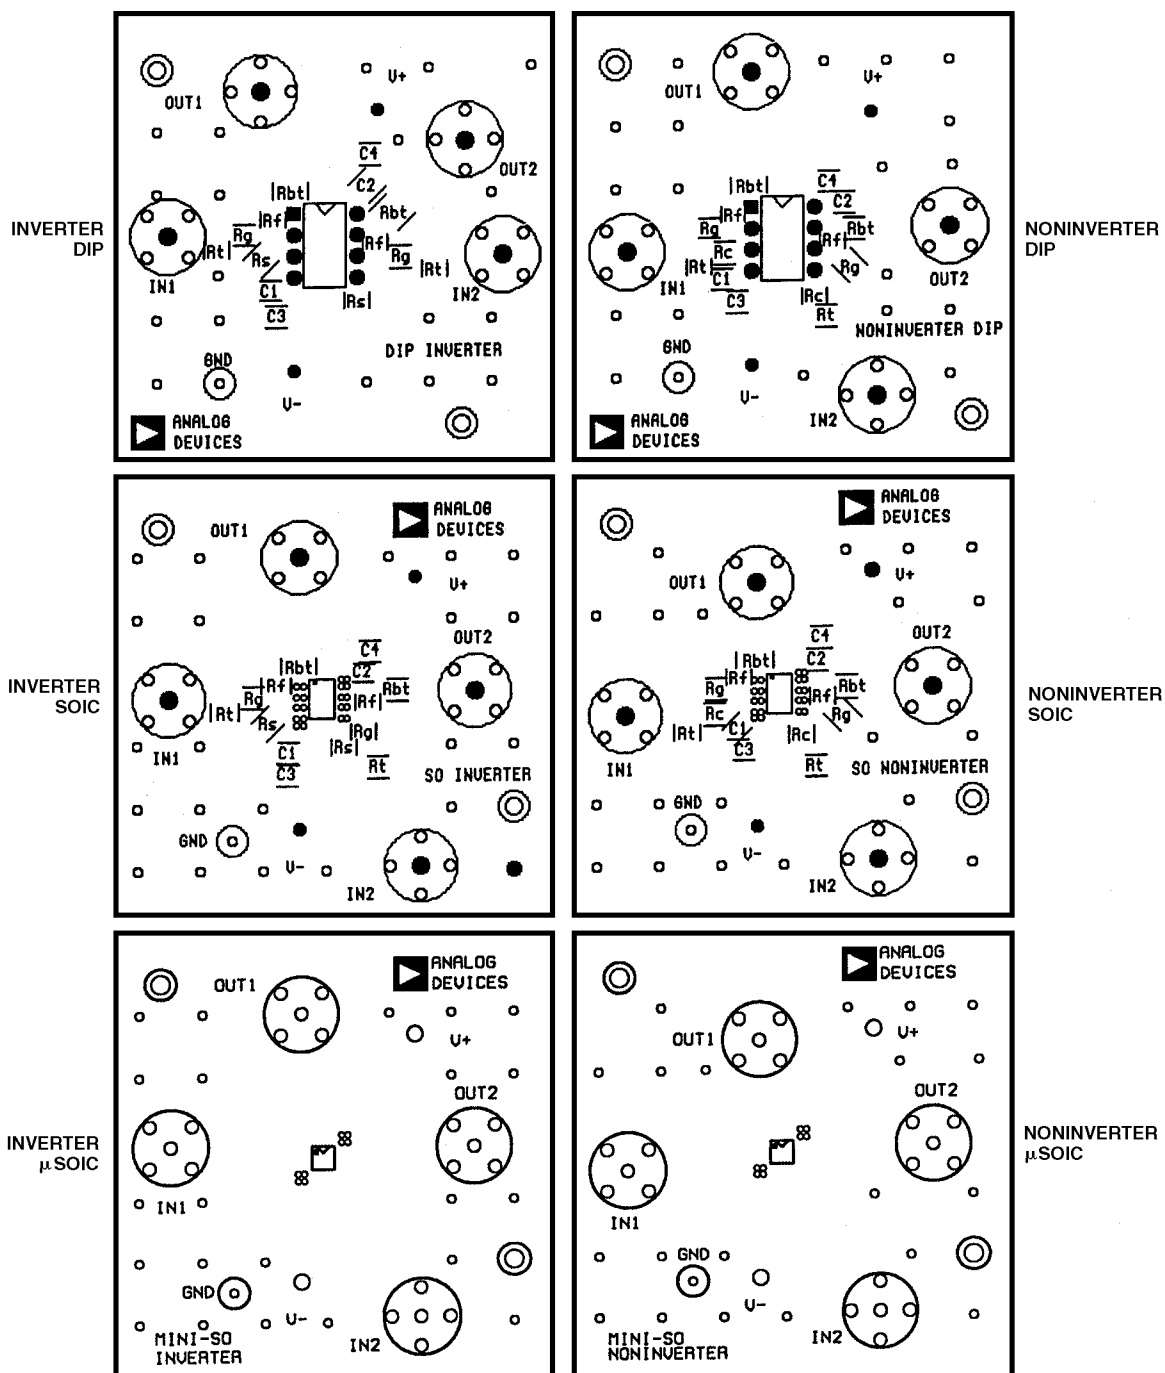 INVERTER
DIP
OUT1
V+
C4
C2
OUT2
Rbt
Rbt
Rf
Rg
Rt
Rs
Rf
Rg
Rt
IN1
C1
C3
Rs
IN2
DIP INVERTER
GND
V-
ANALOG
DEVICES
NONINVERTER
DIP
OUT1
V+
Rbt
C4
C2
Rf
Rg
Rc
Rt
C1
C3
Rf
Rbt
Rg
Rc
Rt
IN1
OUT2
NONINVERTER DIP
GND
V-
IN2
ANALOG
DEVICES
INVERTER
SOIC
ANALOG
DEVICES
OUT1
V+
OUT2
Rbt
C4
C2
Rf
Rg
Rt
Rs
Rf
Rbt
Rg
Rs
Rt
C1
C3
IN1
SO INVERTER
GND
V-
IN2
NONINVERTER
SOIC
ANALOG
DEVICES
OUT1
V+
OUT2
Rbt
C4
C2
Rg
Rf
Rc
Rt
C1
C3
Rf
Rbt
Rg
Rc
Rt
IN1
SO NONINVERTER
GND
V-
IN2
INVERTER
μSOIC
ANALOG
DEVICES
OUT1
V+
OUT2
IN1
GND
V-
IN2
MINI-SO
INVERTER
NONINVERTER
μSOIC
ANALOG
DEVICES
OUT1
V+
OUT2
IN1
GND
V-
IN2
MINI-SO
NONINVERTER